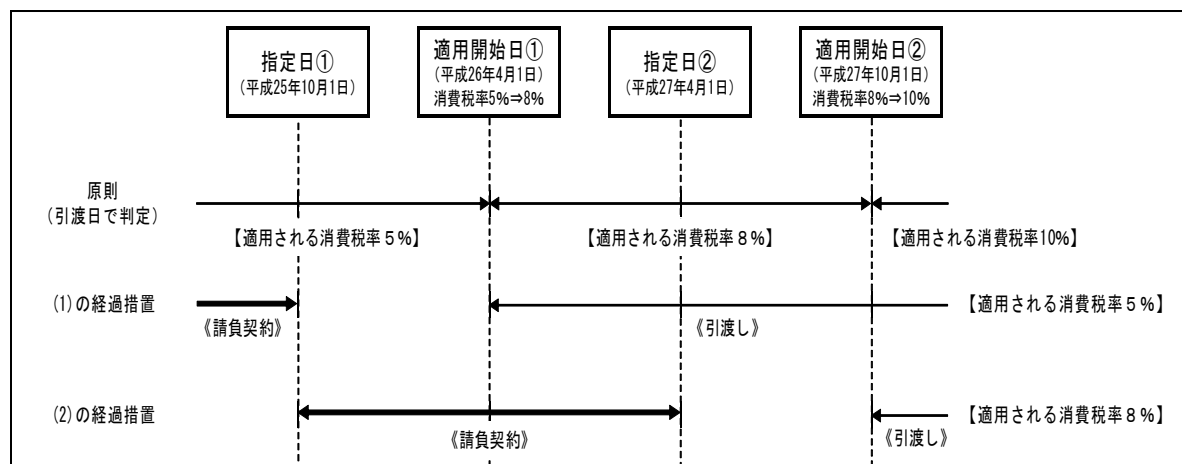 指定日①
(平成25年10月1日)
適用開始日①
(平成26年4月1日)
消費税率5%⇒8%
指定日②
(平成27年4月1日)
適用開始日②
(平成27年10月1日)
消費税率8%⇒10%
原則
(引渡日で判定)
【適用される消費税率5%】
【適用される消費税率8%】
【適用される消費税率10%】
(1)の経過措置
《請負契約》
《引渡し》
【適用される消費税率5%】
(2)の経過措置
《請負契約》
《引渡し》
【適用される消費税率8%】